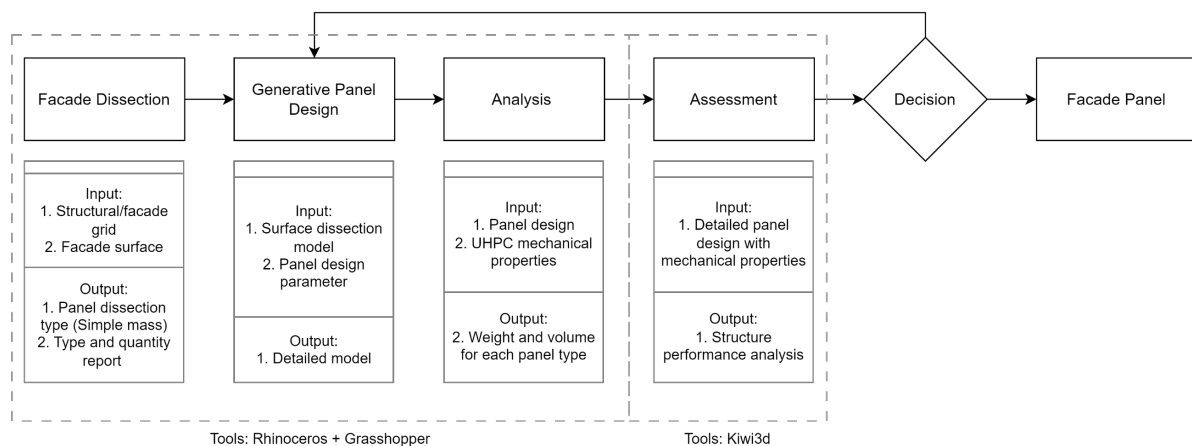 Facade Dissection
Generative Panel
Design
Analysis
Assessment
Decision
Facade Panel
Input:
1. Structural/facade
grid
2. Facade surface
Output:
1. Panel dissection
type (Simple mass)
2. Type and quantity
report
Input:
1. Surface dissection
model
2. Panel design
parameter
Output:
1. Detailed model
Input:
1. Panel design
2. UHPC mechanical
properties
Output:
2. Weight and volume
for each panel type
Input:
1. Detailed panel
design with
mechanical properties
Output:
1. Structure
performance analysis
Tools: Rhinoceros + Grasshopper
Tools: Kiwi3d